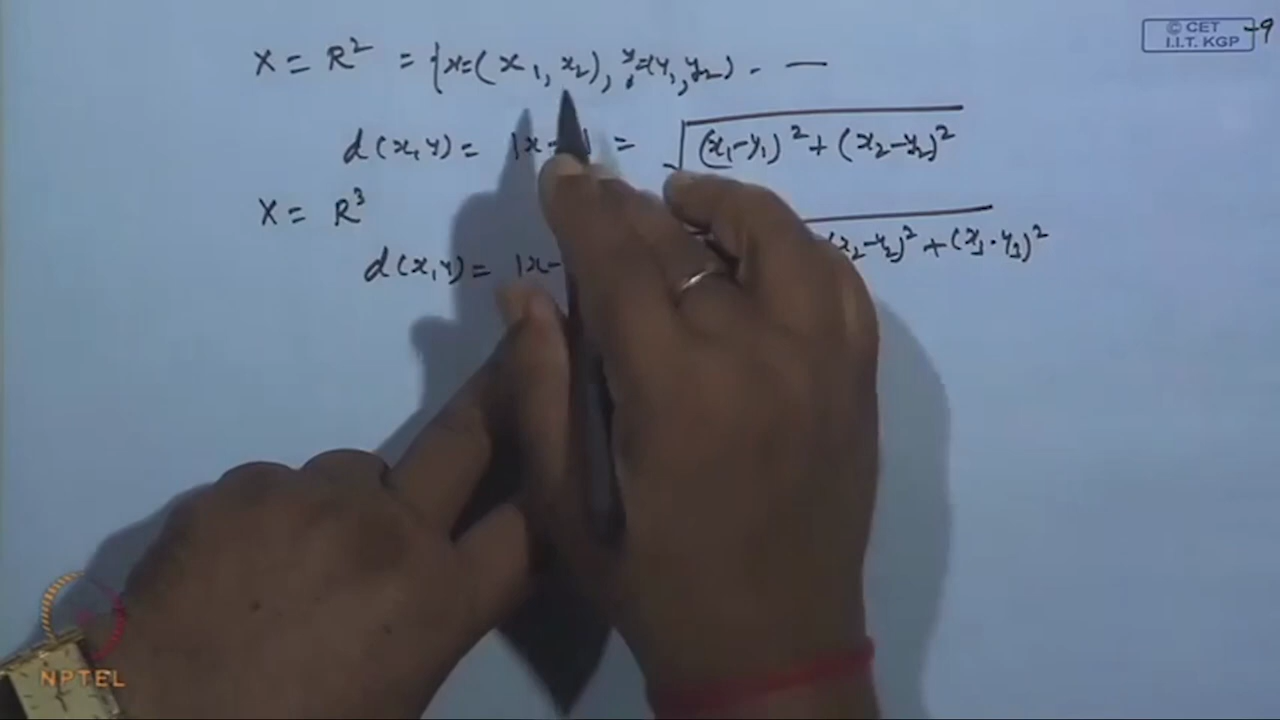 © CET
I.I.T. KGP
-9
X = R² = {x=(x₁, x₂), y=(y₁, y₂) . —
d(x,y) = |x- | = √(x₁-y₁)² + (x₂-y₂)²
X = R³
d(x,y) = |x- x₂-y₂)² + (x₃-y₃)²
NPTEL